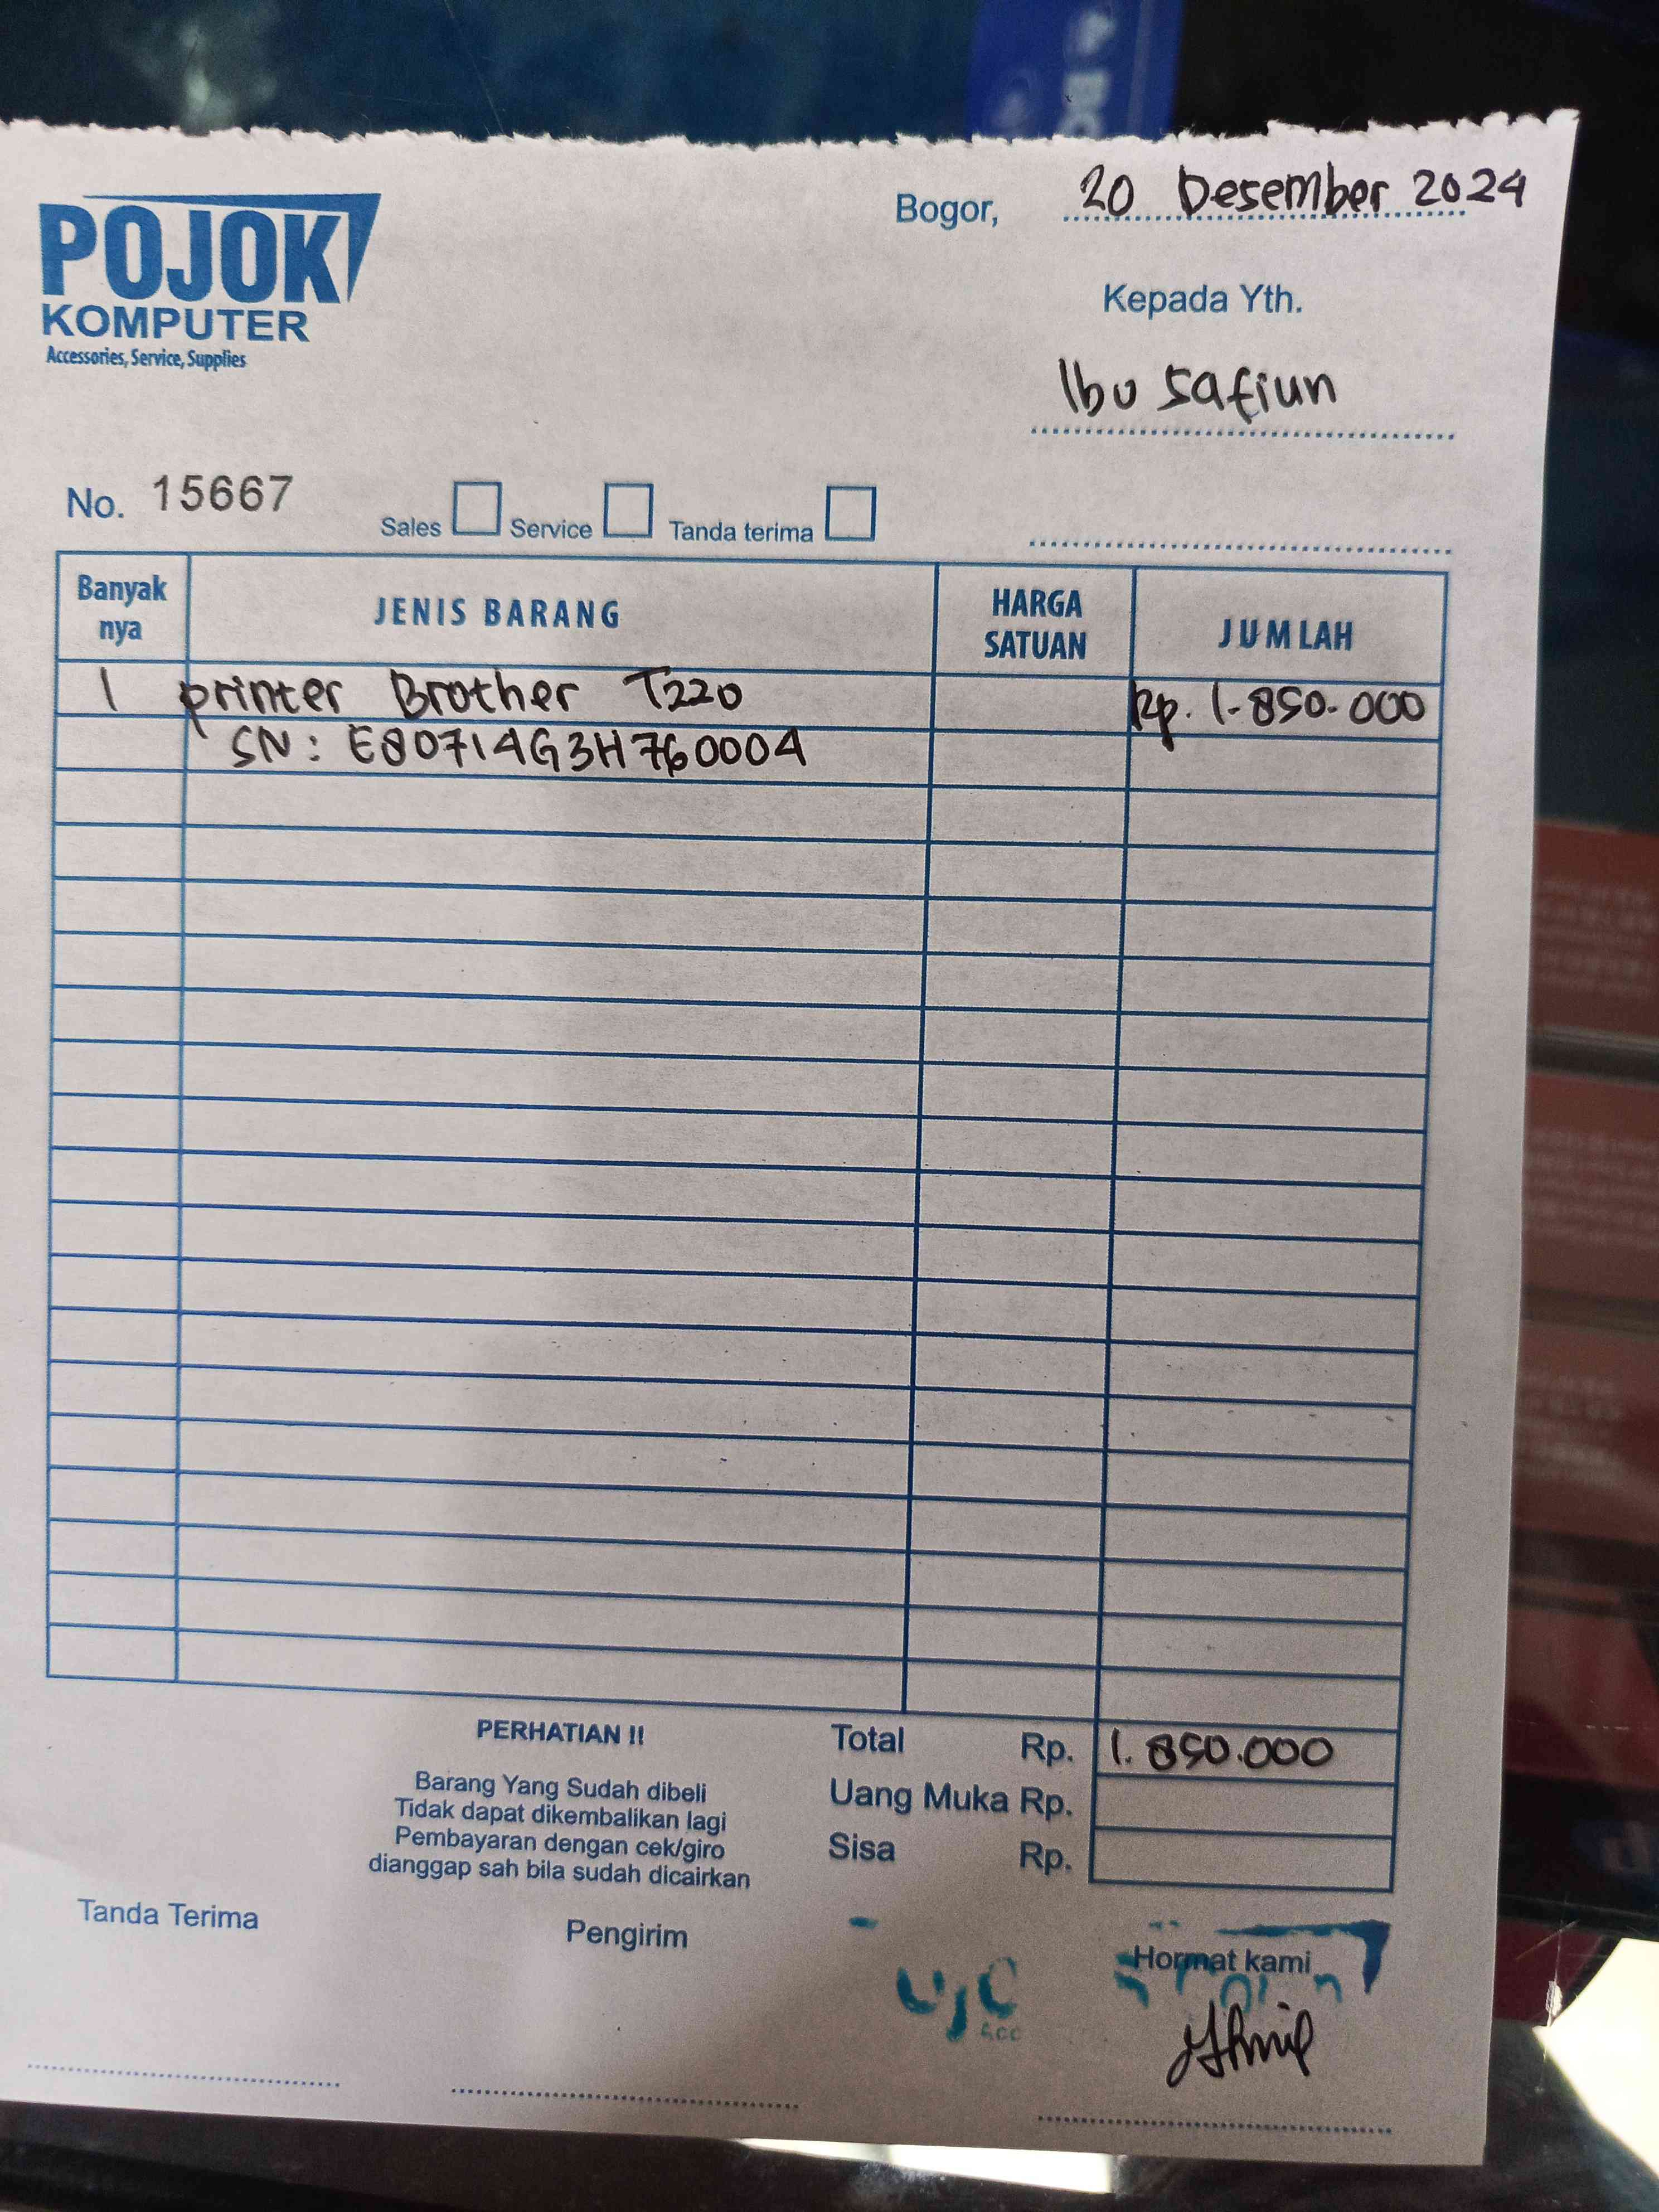 POJOK
KOMPUTER
Accessories, Service, Supplies
Bogor, 20 Desember 2024
Kepada Yth.
Ibu Safiun
No. 15667
Sales Service Tanda terima
Banyak nya JENIS BARANG HARGA SATUAN JUMLAH
1 printer Brother T220 Rp. 1.850.000
SN : E80714G3H760004
PERHATIAN !!
Barang Yang Sudah dibeli
Tidak dapat dikembalikan lagi
Pembayaran dengan cek/giro
dianggap sah bila sudah dicairkan
Total Rp. 1.850.000
Uang Muka Rp.
Sisa Rp.
Tanda Terima
Pengirim
Hormat kami